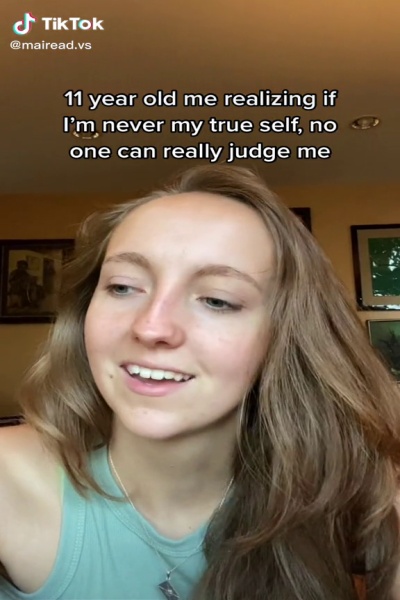 TikTok
@mairead.vs
11 year old me realizing if
I'm never my true self, no
one can really judge me